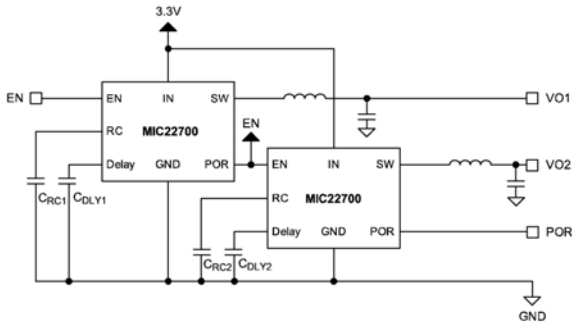 3.3V
EN
EN IN SW
VO1
RC
MIC22700
EN
Delay GND POR
EN IN SW
VO2
CRC1
CDLY1
RC
MIC22700
Delay GND POR
POR
CRC2
CDLY2
GND